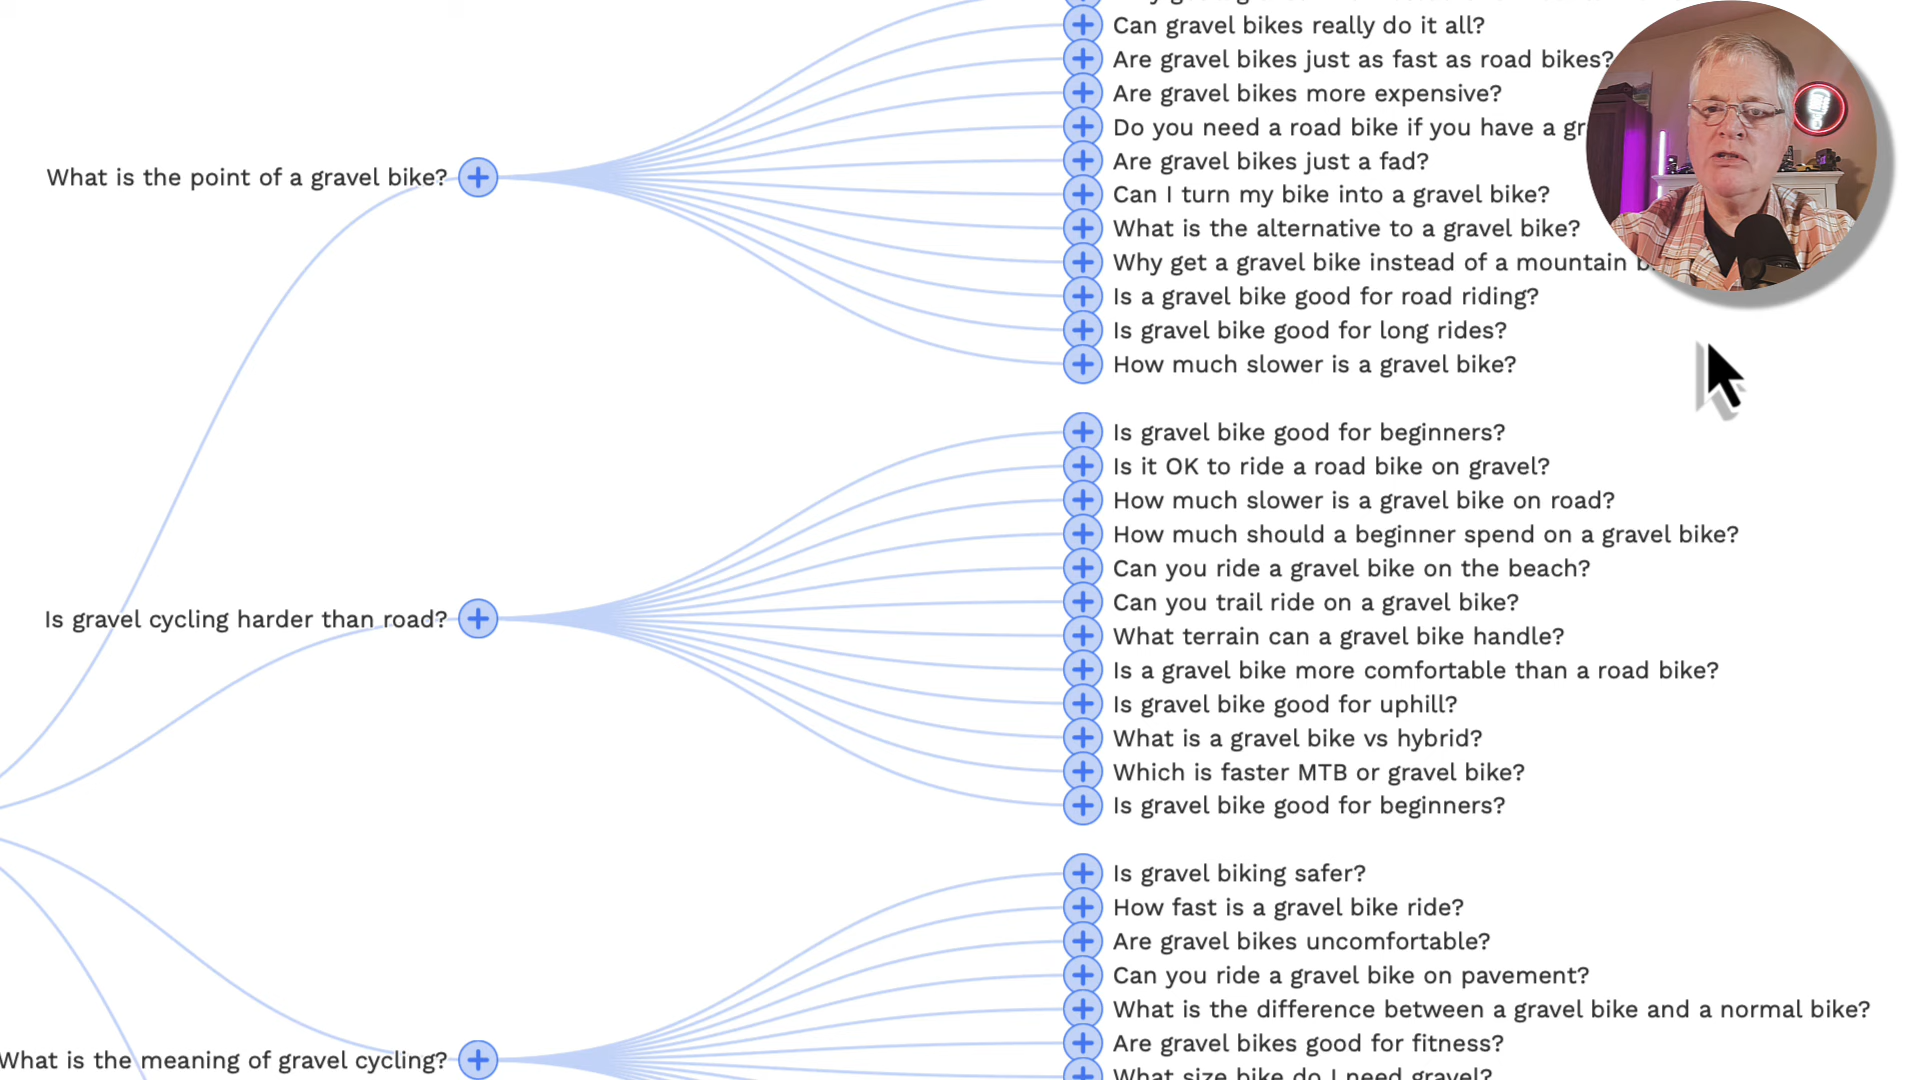 Can gravel bikes really do it all?
Are gravel bikes just as fast as road bikes?
Are gravel bikes more expensive?
Do you need a road bike if you have a gr
Are gravel bikes just a fad?
What is the point of a gravel bike?
Can I turn my bike into a gravel bike?
What is the alternative to a gravel bike?
Why get a gravel bike instead of a mountain
Is a gravel bike good for road riding?
Is gravel bike good for long rides?
How much slower is a gravel bike?
Is gravel bike good for beginners?
Is it OK to ride a road bike on gravel?
How much slower is a gravel bike on road?
How much should a beginner spend on a gravel bike?
Can you ride a gravel bike on the beach?
Can you trail ride on a gravel bike?
Is gravel cycling harder than road?
What terrain can a gravel bike handle?
Is a gravel bike more comfortable than a road bike?
Is gravel bike good for uphill?
What is a gravel bike vs hybrid?
Which is faster MTB or gravel bike?
Is gravel bike good for beginners?
Is gravel biking safer?
How fast is a gravel bike ride?
Are gravel bikes uncomfortable?
Can you ride a gravel bike on pavement?
What is the difference between a gravel bike and a normal bike?
Are gravel bikes good for fitness?
What is the meaning of gravel cycling?
What size bike do I need gravel?